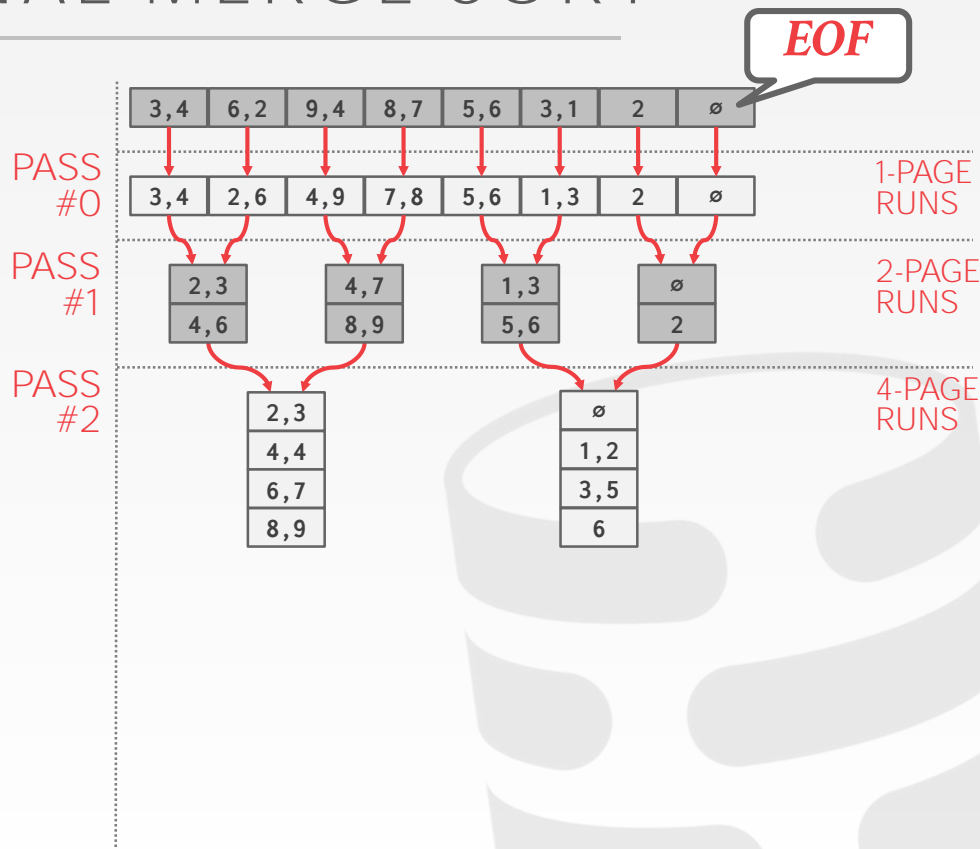 NAL MERGE SORT
EOF
3,4 6,2 9,4 8,7 5,6 3,1 2 ∅
PASS
#0
3,4 2,6 4,9 7,8 5,6 1,3 2 ∅
1-PAGE
RUNS
PASS
#1
2,3 4,7 1,3 ∅
4,6 8,9 5,6 2
2-PAGE
RUNS
PASS
#2
2,3 ∅
4,4 1,2
6,7 3,5
8,9 6
4-PAGE
RUNS